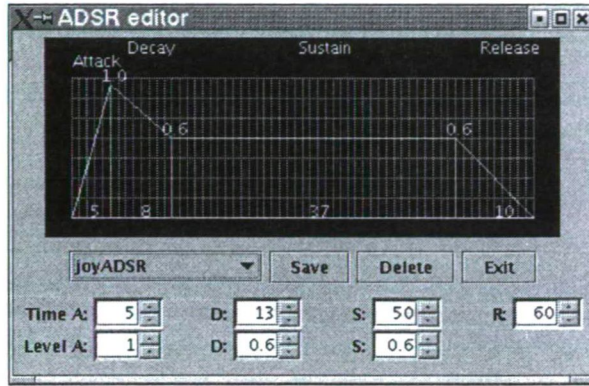 ADSR editor
Decay Sustain Release
Attack
1.0
0.6 0.6
5 8 37 10
joyADSR Save Delete Exit
Time A: 5 D: 13 S: 50 R: 60
Level A: 1 D: 0.6 S: 0.6